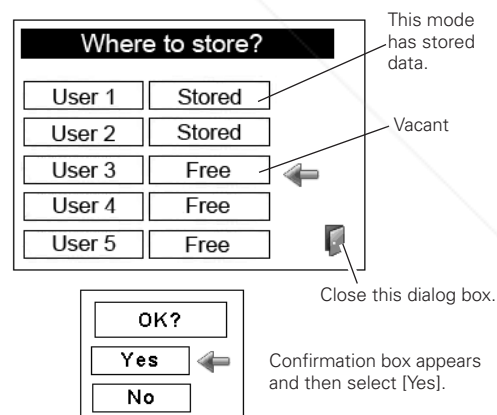 Where to store?
This mode
has stored
data.
User 1 Stored
User 2 Stored
Vacant
User 3 Free
User 4 Free
User 5 Free
Close this dialog box.
OK?
Yes
No
Confirmation box appears
and then select [Yes].